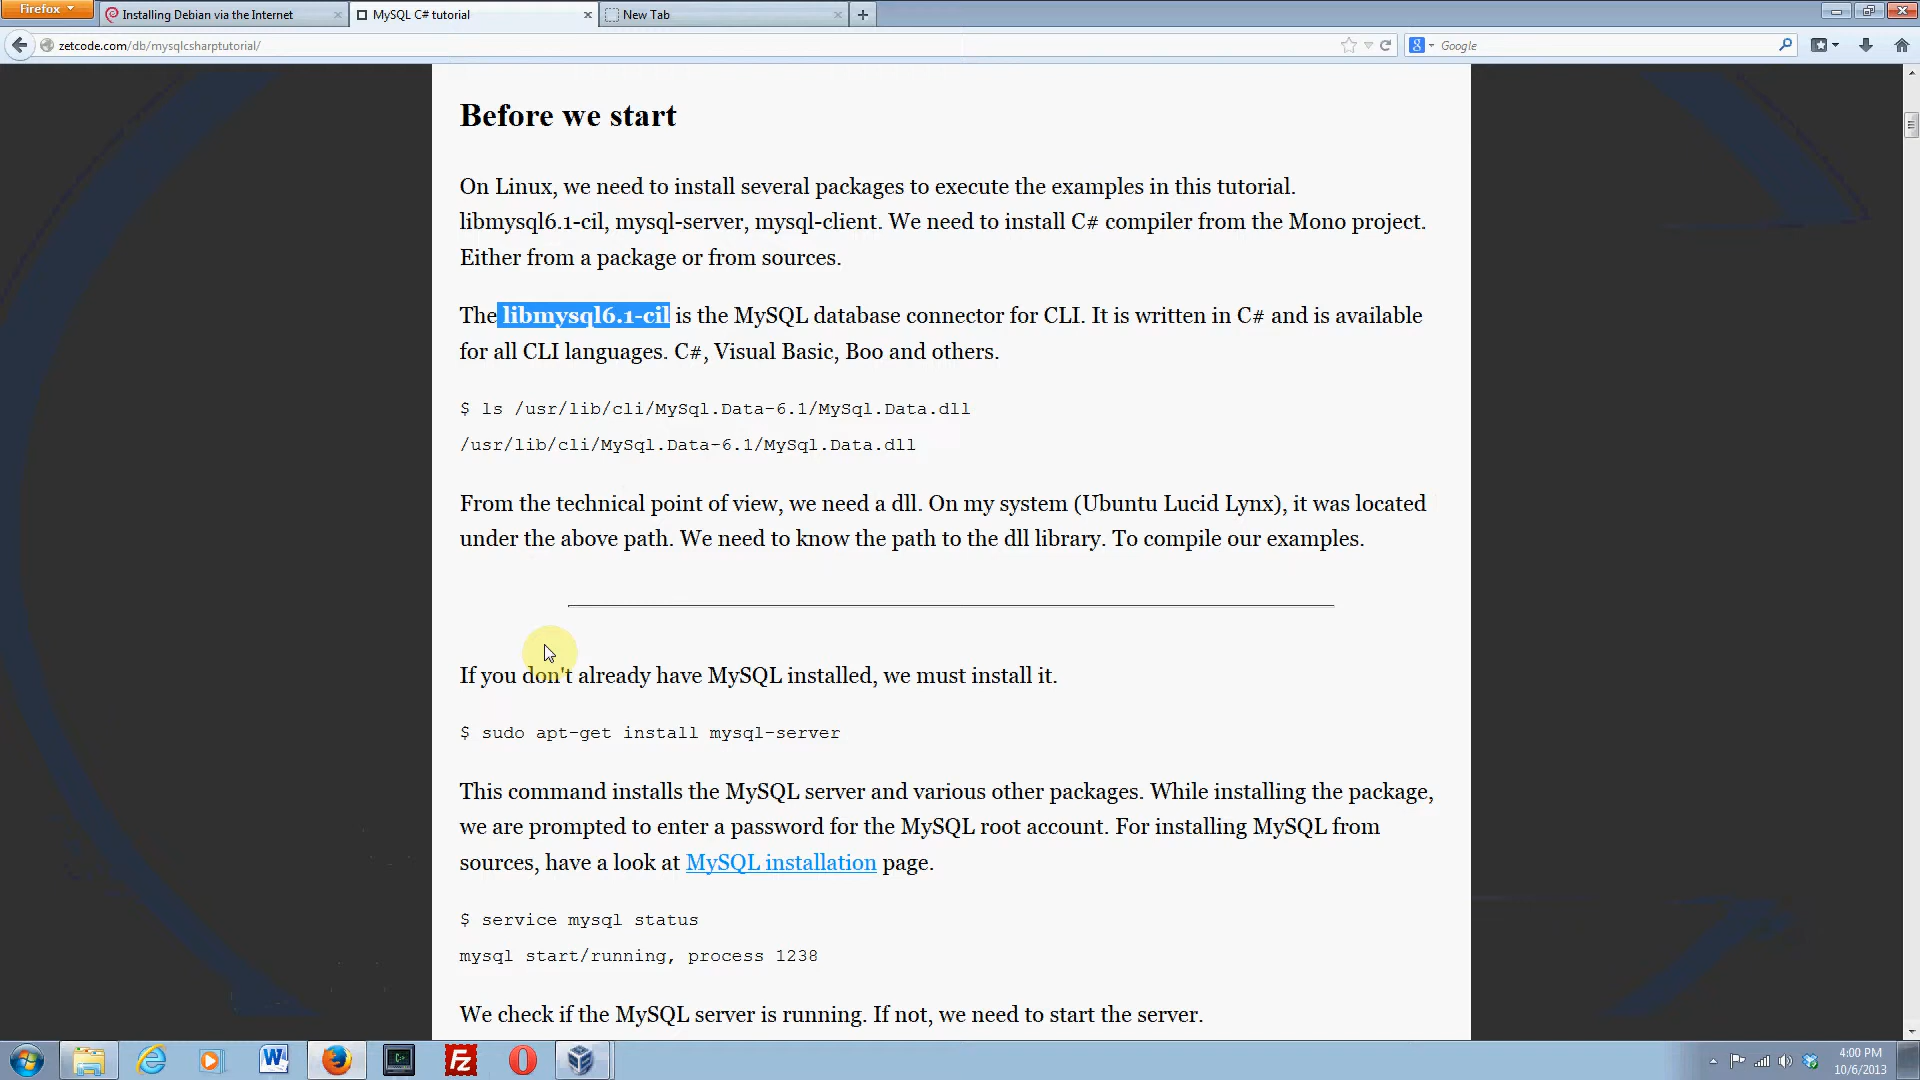 Firefox
Installing Debian via the Internet
MySQL C# tutorial
New Tab
zetcode.com/db/mysqlcsharptutorial/
Google
Before we start
On Linux, we need to install several packages to execute the examples in this tutorial.
libmysql6.1-cil, mysql-server, mysql-client. We need to install C# compiler from the Mono project.
Either from a package or from sources.
The libmysql6.1-cil is the MySQL database connector for CLI. It is written in C# and is available
for all CLI languages. C#, Visual Basic, Boo and others.
$ ls /usr/lib/cli/MySql.Data-6.1/MySql.Data.dll
/usr/lib/cli/MySql.Data-6.1/MySql.Data.dll
From the technical point of view, we need a dll. On my system (Ubuntu Lucid Lynx), it was located
under the above path. We need to know the path to the dll library. To compile our examples.
If you don't already have MySQL installed, we must install it.
$ sudo apt-get install mysql-server
This command installs the MySQL server and various other packages. While installing the package,
we are prompted to enter a password for the MySQL root account. For installing MySQL from
sources, have a look at MySQL installation page.
$ service mysql status
mysql start/running, process 1238
We check if the MySQL server is running. If not, we need to start the server.
4:00 PM
10/6/2013